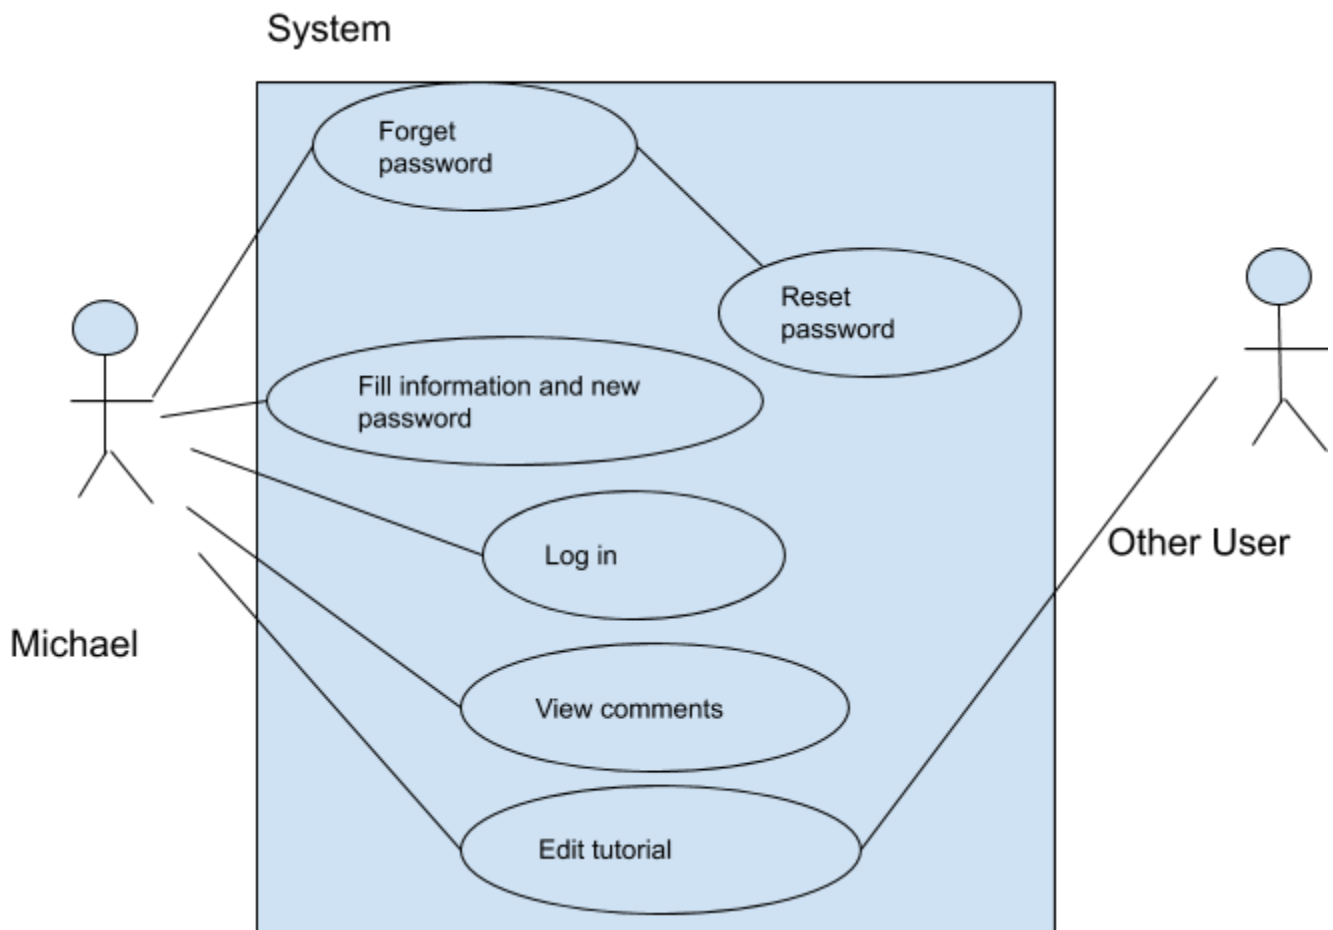 System
Forget
password
Reset
password
Fill information and new
password
Log in
Other User
Michael
View comments
Edit tutorial